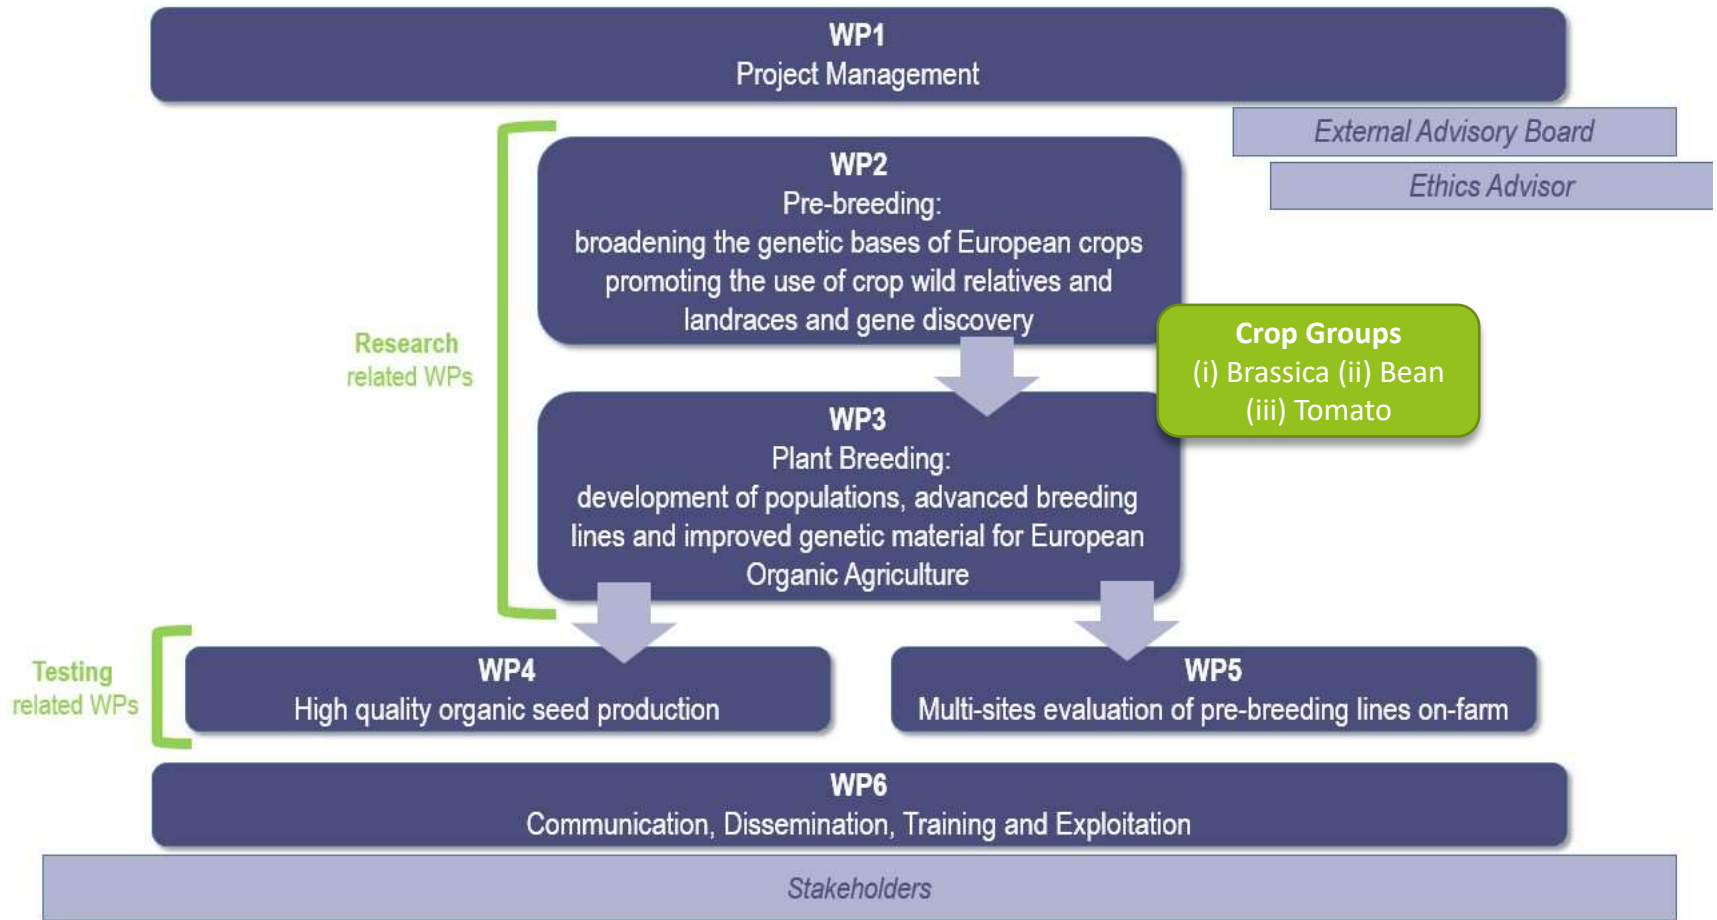 WP1
Project Management
External Advisory Board
Ethics Advisor
WP2
Pre-breeding:
broadening the genetic bases of European crops
promoting the use of crop wild relatives and
landraces and gene discovery
Crop Groups
(i) Brassica (ii) Bean
(iii) Tomato
Research
related WPs
WP3
Plant Breeding:
development of populations, advanced breeding
lines and improved genetic material for European
Organic Agriculture
Testing
related WPs
WP4
High quality organic seed production
WP5
Multi-sites evaluation of pre-breeding lines on-farm
WP6
Communication, Dissemination, Training and Exploitation
Stakeholders